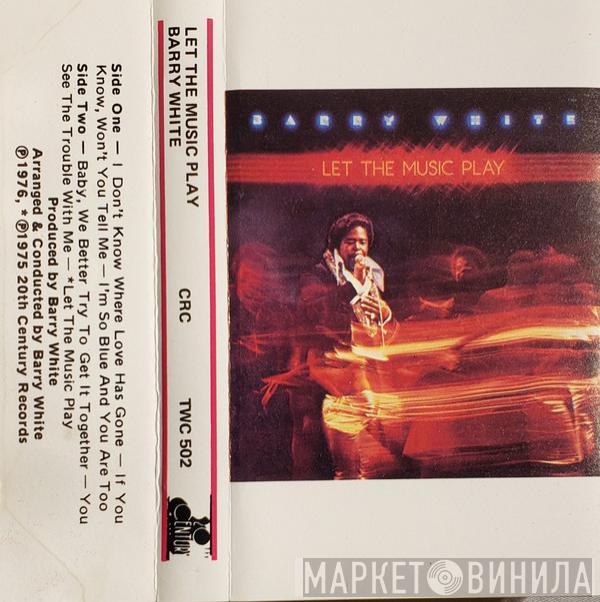 BARRY WHITE
LET THE MUSIC PLAY
LET THE MUSIC PLAY
BARRY WHITE
CRC
TWC 502
20
CENTURY
Side One — I Don't Know Where Love Has Gone — If You
Know, Won't You Tell Me — I'm So Blue And You Are Too
Side Two — Baby, We Better Try To Get It Together — You
See The Trouble With Me — *Let The Music Play
Produced by Barry White
Arranged & Conducted by Barry White
℗1976, *℗1975 20th Century Records
МАРКЕТ ВИНИЛА